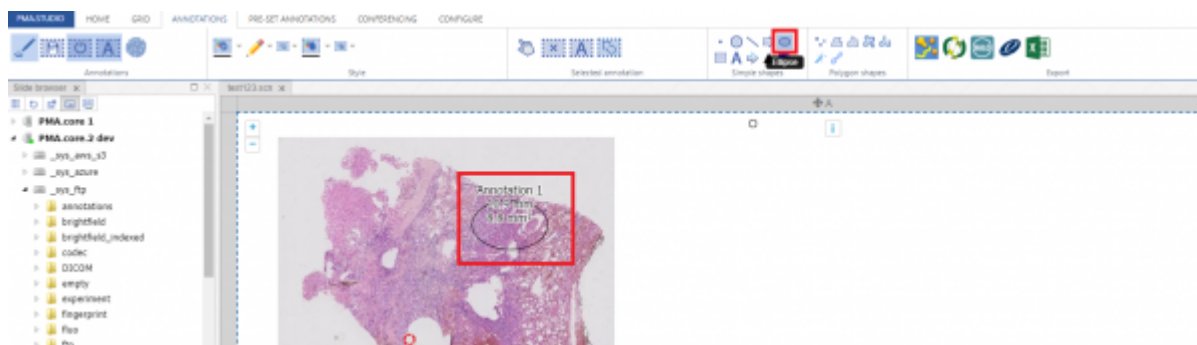 PMA.STUDIO HOME GRID ANNOTATIONS PRE-SET ANNOTATIONS CONFERENCING CONFIGURE
Annotations Style Selected annotation Simple shapes Polygon shapes Export
Ellipse
Slide browser test123.scn
A
PMA.core 1
PMA.core.2 dev
_sys_aws_s3
_sys_azure
_sys_ftp
annotations
brightfield
brightfield_indexed
codec
DICOM
empty
experiment
fingerprint
fluo
Annotation 1